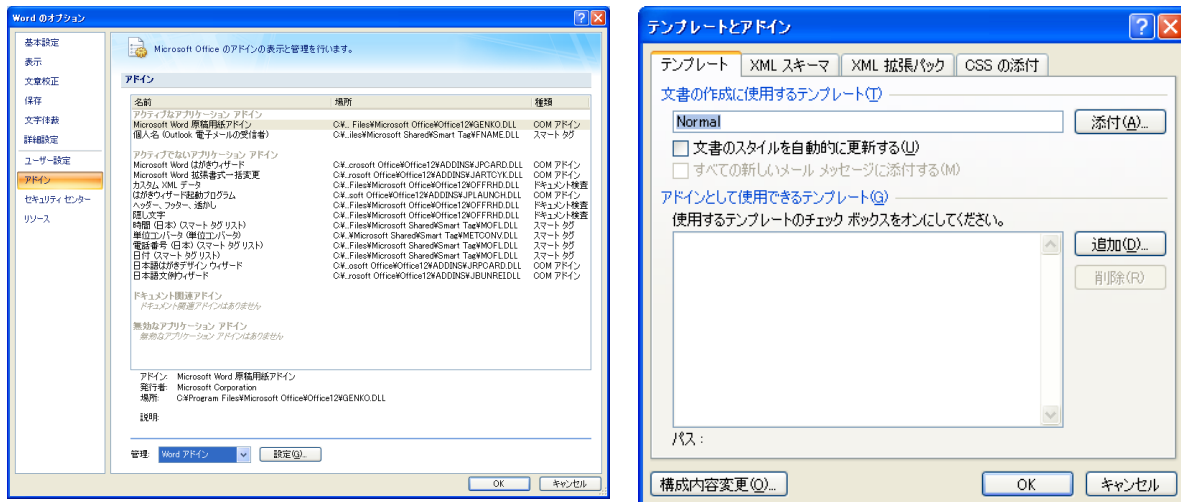 Word のオプション
基本設定
表示
文章校正
保存
文字体裁
詳細設定
ユーザー設定
アドイン
セキュリティ センター
リソース
Microsoft Office のアドインの表示と管理を行います。
アドイン
名前 場所 種類
アクティブなアプリケーション アドイン
Microsoft Word 原稿用紙アドイン C:¥.. Files¥Microsoft Office¥Office12¥GENKO.DLL COM アドイン
個人名 (Outlook 電子メールの受信者) C:¥...iles¥Microsoft Shared¥Smart Tag¥FNAME.DLL スマート タグ
アクティブでないアプリケーション アドイン
Microsoft Word はがきウィザード C:¥...crosoft Office¥Office12¥ADDINS¥JPCARD.DLL COM アドイン
Microsoft Word 拡張書式一括変更 C:¥...rosoft Office¥Office12¥ADDINS¥JARTCYK.DLL COM アドイン
カスタム XML データ C:¥...Files¥Microsoft Office¥Office12¥OFFRHD.DLL ドキュメント検査
はがきウィザード起動プログラム C:¥...soft Office¥Office12¥ADDINS¥JPLAUNCH.DLL COM アドイン
ヘッダー、フッター、透かし C:¥...Files¥Microsoft Office¥Office12¥OFFRHD.DLL ドキュメント検査
隠し文字 C:¥...Files¥Microsoft Office¥Office12¥OFFRHD.DLL ドキュメント検査
時間 (日本) (スマート タグ リスト) C:¥...Files¥Microsoft Shared¥Smart Tag¥MOFL.DLL スマート タグ
単位コンバータ (単位コンバータ) C:¥...¥Microsoft Shared¥Smart Tag¥METCONV.DLL スマート タグ
電話番号 (日本) (スマート タグ リスト) C:¥...Files¥Microsoft Shared¥Smart Tag¥MOFL.DLL スマート タグ
日付 (スマート タグ リスト) C:¥...Files¥Microsoft Shared¥Smart Tag¥MOFL.DLL スマート タグ
日本語はがきデザイン ウィザード C:¥...osoft Office¥Office12¥ADDINS¥JRPCARD.DLL COM アドイン
日本語文例ウィザード C:¥...rosoft Office¥Office12¥ADDINS¥JBUNREI.DLL COM アドイン
ドキュメント関連アドイン
ドキュメント関連アドインはありません
無効なアプリケーション アドイン
無効なアプリケーション アドインはありません
アドイン: Microsoft Word 原稿用紙アドイン
発行者: Microsoft Corporation
場所: C:¥Program Files¥Microsoft Office¥Office12¥GENKO.DLL
説明:
管理: Word アドイン 設定(G)...
OK キャンセル
テンプレートとアドイン
テンプレート XML スキーマ XML 拡張パック CSS の添付
文書の作成に使用するテンプレート(T)
Normal 添付(A)...
文書のスタイルを自動的に更新する(U)
すべての新しいメール メッセージに添付する(M)
アドインとして使用できるテンプレート(G)
使用するテンプレートのチェック ボックスをオンにしてください。
追加(D)...
削除(R)
パス :
構成内容変更(O)... OK キャンセル